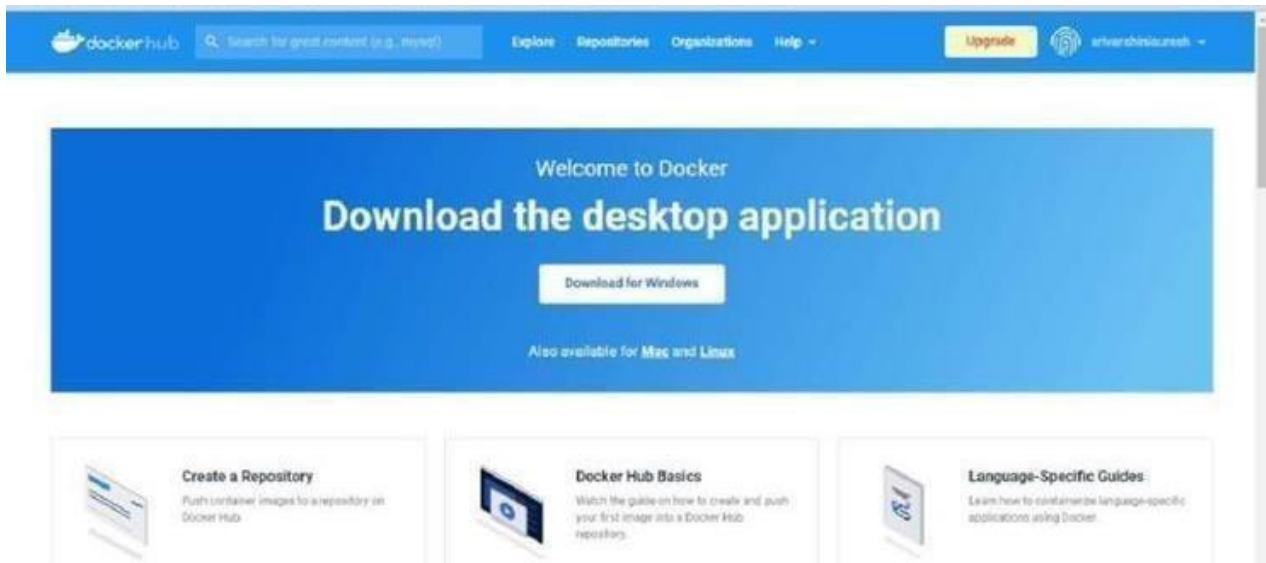 dockerhub
Search for great content (e.g., mysql)
Explore
Repositories
Organizations
Help
Upgrade
srivarshinisuresh
Welcome to Docker
Download the desktop application
Download for Windows
Also available for Mac and Linux
Create a Repository
Push container images to a repository on
Docker Hub
Docker Hub Basics
Watch the guide on how to create and push
your first image into a Docker Hub
repository.
Language-Specific Guides
Learn how to containerize language-specific
applications using Docker.